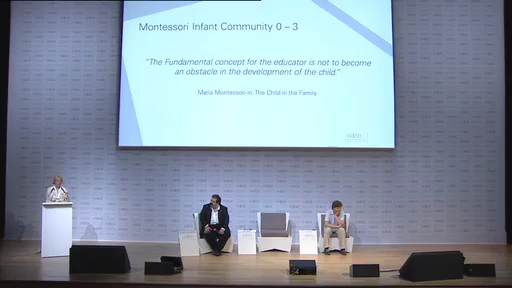 Montessori Infant Community 0 – 3
"The Fundamental concept for the educator is not to become
an obstacle in the development of the child."
Maria Montessori in: The Child in the Family